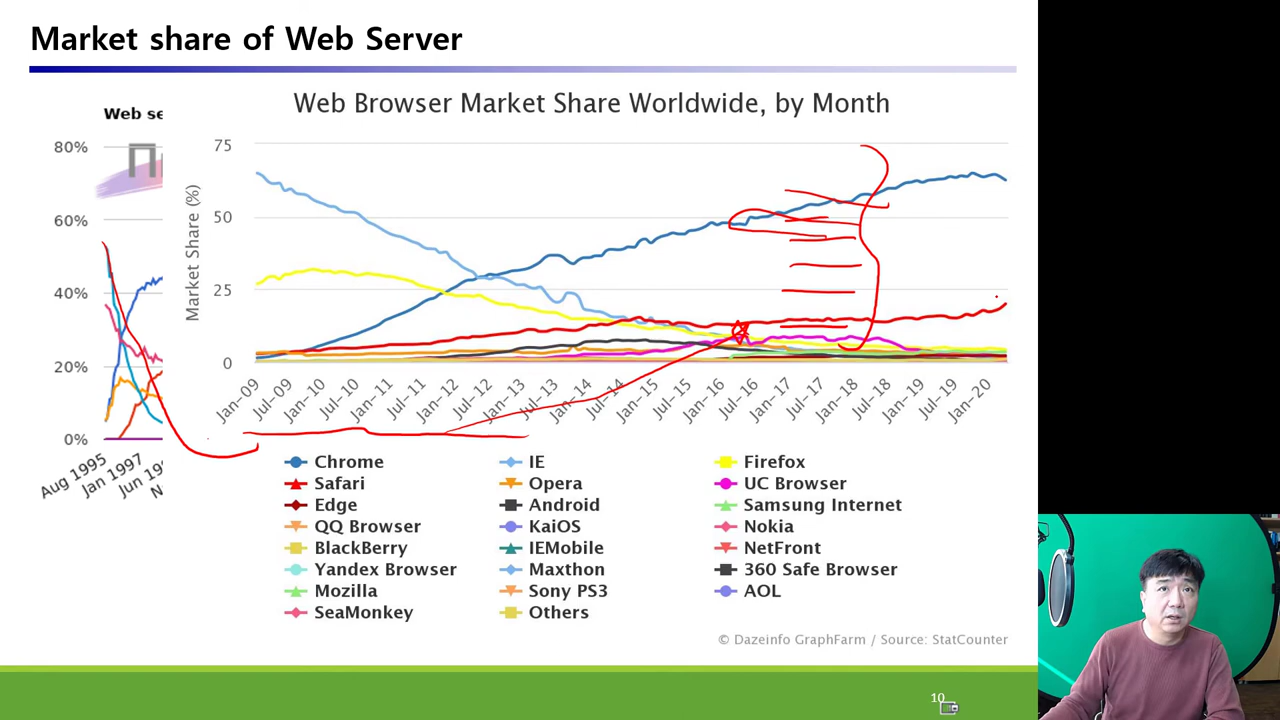 Market share of Web Server
Web se
80%
60%
40%
20%
0%
Aug 1995
Jan 1997
Jun 19
N
Web Browser Market Share Worldwide, by Month
Market Share (%)
75
50
25
0
Jan-09
Jul-09
Jan-10
Jul-10
Jan-11
Jul-11
Jan-12
Jul-12
Jan-13
Jul-13
Jan-14
Jul-14
Jan-15
Jul-15
Jan-16
Jul-16
Jan-17
Jul-17
Jan-18
Jul-18
Jan-19
Jul-19
Jan-20
Chrome IE Firefox
Safari Opera UC Browser
Edge Android Samsung Internet
QQ Browser KaiOS Nokia
BlackBerry IEMobile NetFront
Yandex Browser Maxthon 360 Safe Browser
Mozilla Sony PS3 AOL
SeaMonkey Others
© Dazeinfo GraphFarm / Source: StatCounter
10